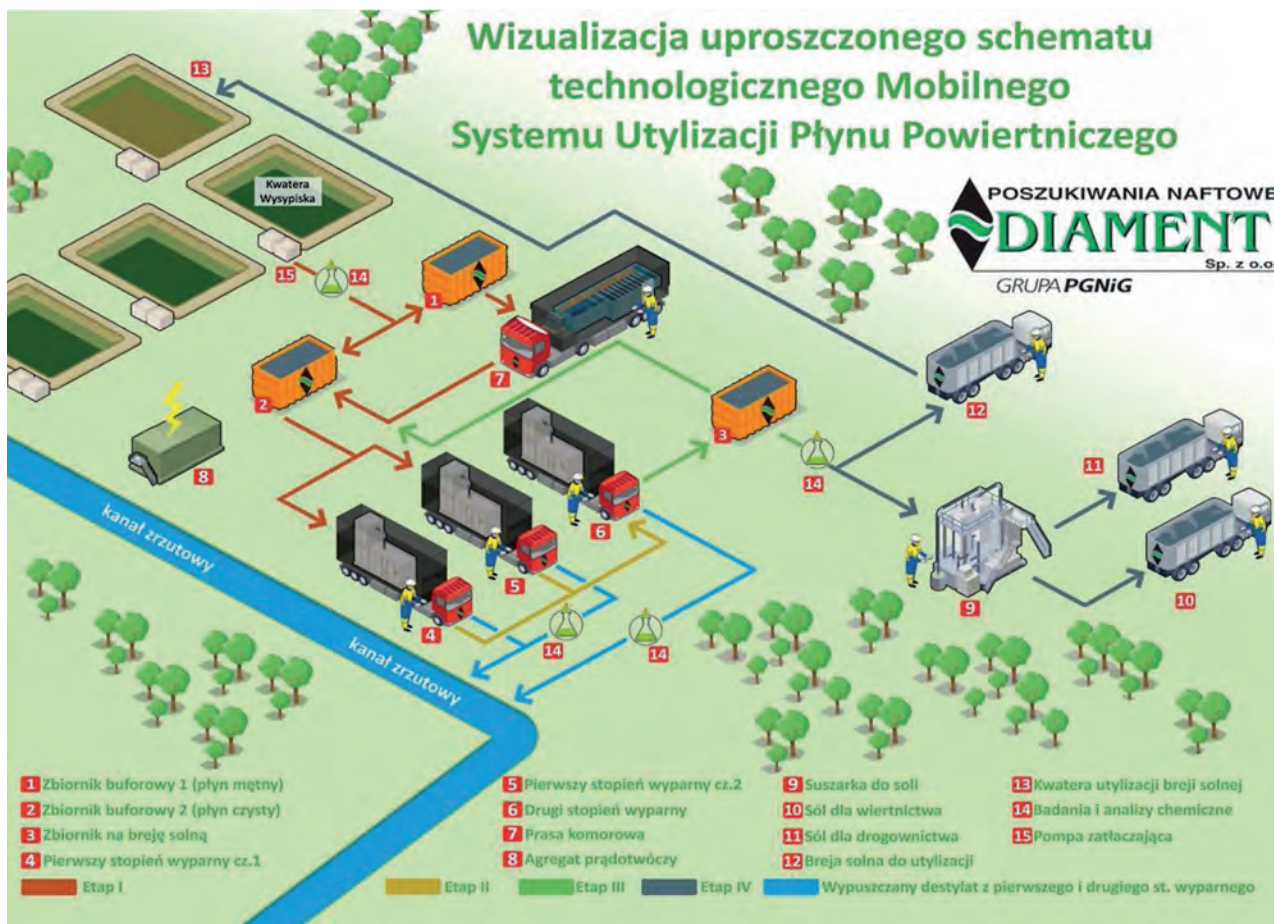 Wizualizacja uproszczonego schematu
technologicznego Mobilnego
Systemu Utylizacji Płynu Powiertniczego
POSZUKIWANIA NAFTOWE
DIAMENT
Sp. z o.o.
GRUPA PGNiG
13
Kwatera
Wysypiska
15
14
1
7
2
3
12
8
14
11
6
5
9
10
4
14
14
kanał zrzutowy
kanał zrzutowy
1 Zbiornik buforowy 1 (płyn mętny)
2 Zbiornik buforowy 2 (płyn czysty)
3 Zbiornik na breję solną
4 Pierwszy stopień wyparny cz.1
5 Pierwszy stopień wyparny cz.2
6 Drugi stopień wyparny
7 Prasa komorowa
8 Agregat prądotwóczy
9 Suszarka do soli
10 Sól dla wiertnictwa
11 Sól dla drogownictwa
12 Breja solna do utylizacji
13 Kwatera utylizacji breji solnej
14 Badania i analizy chemiczne
15 Pompa zatłaczająca
Etap I
Etap II
Etap III
Etap IV
Wypuszczany destylat z pierwszego i drugiego st. wyparnego